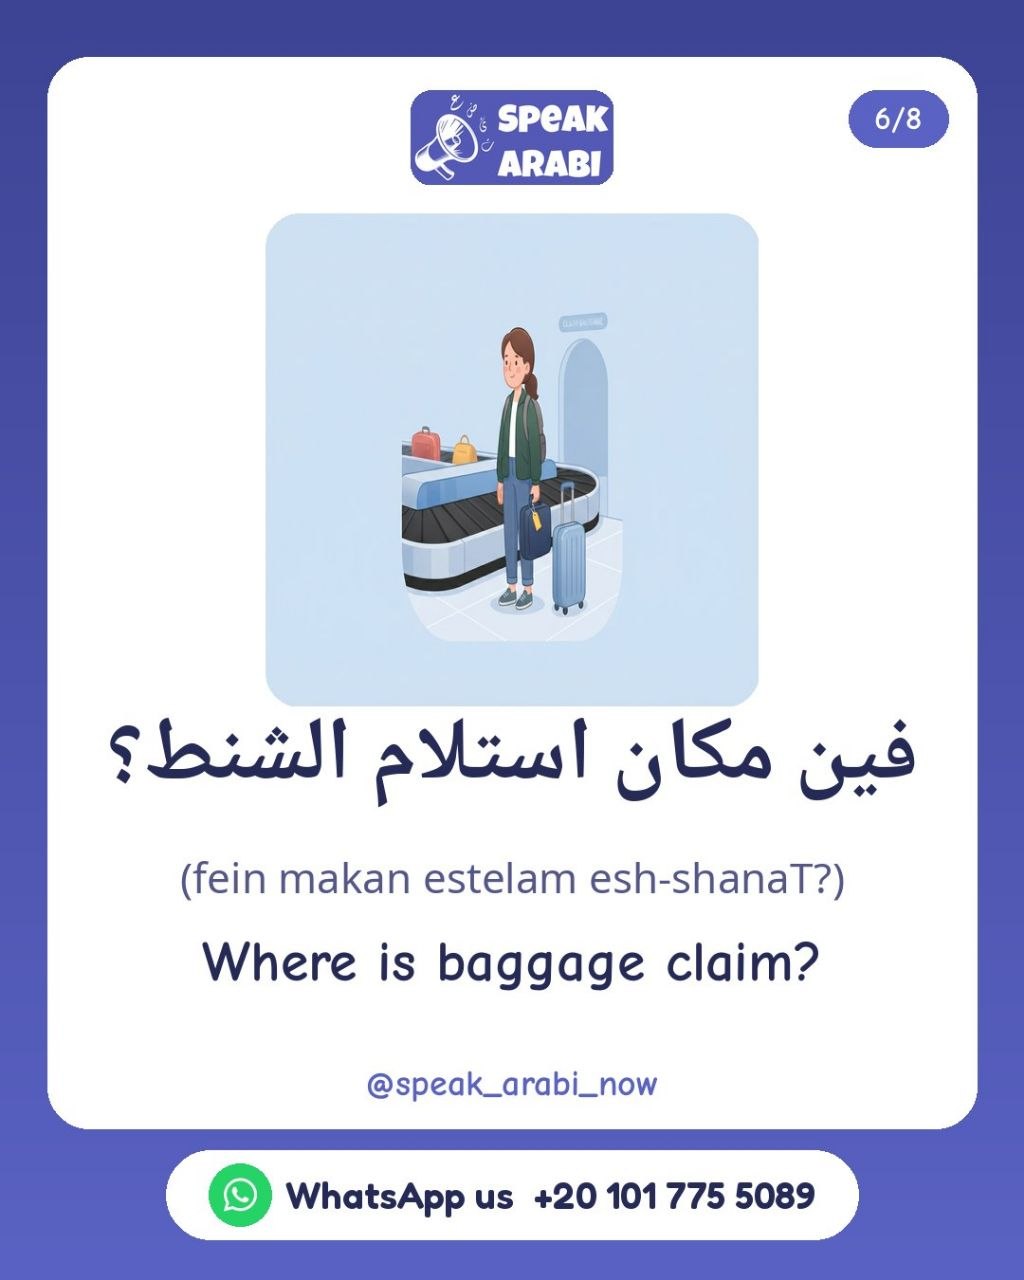 SPEAK
ARABI
6/8
فين مكان استلام الشنط؟
(fein makan estelam esh-shanaT?)
Where is baggage claim?
@speak_arabi_now
WhatsApp us +20 101 775 5089